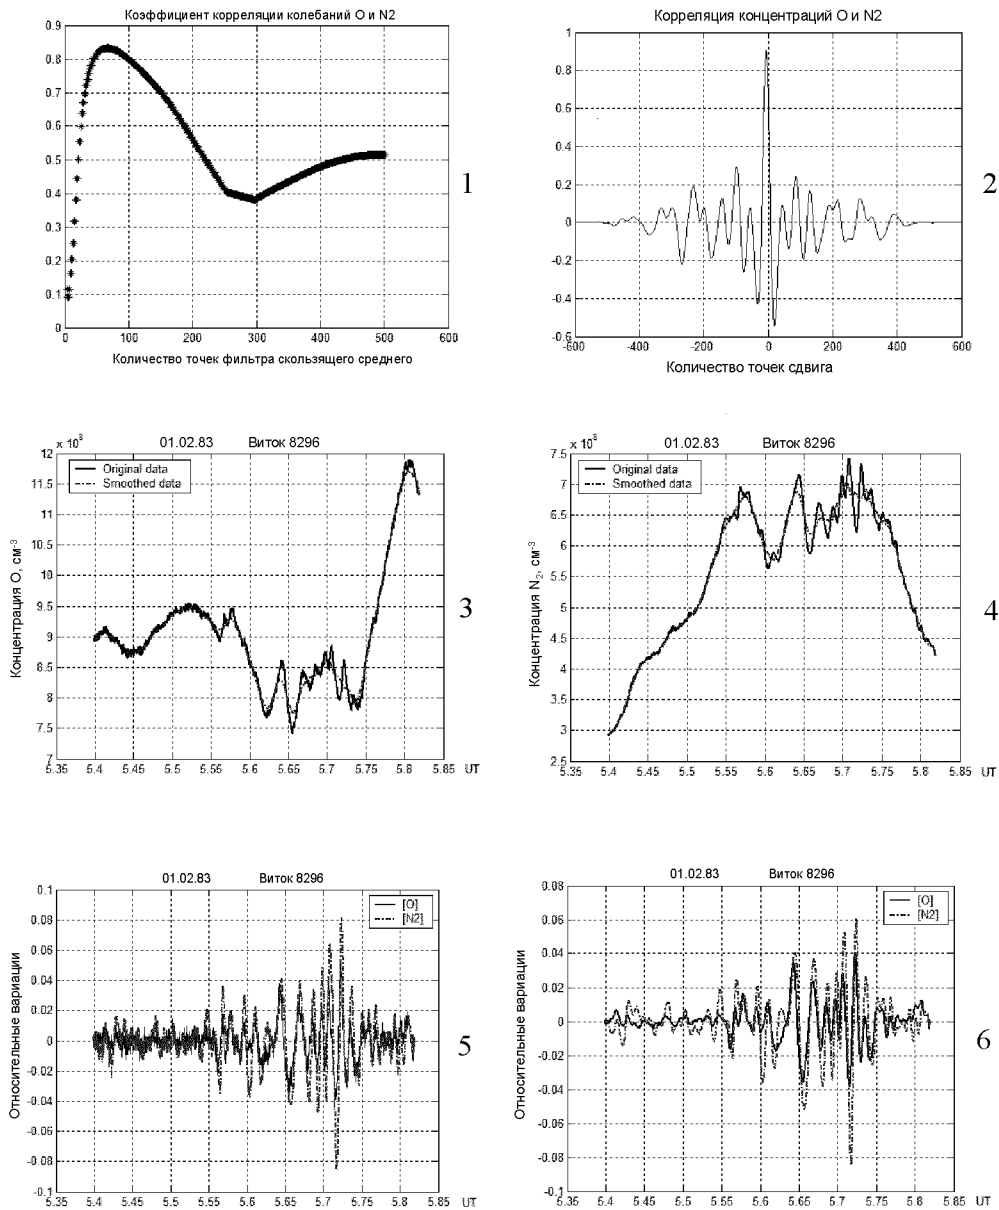 Коэффициент корреляции колебаний O и N2
0.9
0.8
0.7
0.6
0.5
0.4
0.3
0.2
0.1
0
0 100 200 300 400 500 600
Количество точек фильтра скользящего среднего
1
Корреляция концентраций O и N2
1
0.8
0.6
0.4
0.2
0
-0.2
-0.4
-0.6
-600 -400 -200 0 200 400 600
Количество точек сдвига
2
01.02.83 Виток 8296
x 10⁸
12
11.5
11
10.5
10
9.5
9
8.5
8
7.5
7
Original data
Smoothed data
Концентрация O, см⁻³
5.35 5.4 5.45 5.5 5.55 5.6 5.65 5.7 5.75 5.8 5.85 UT
3
01.02.83 Виток 8296
x 10⁸
7.5
7
6.5
6
5.5
5
4.5
4
3.5
3
2.5
Original data
Smoothed data
Концентрация N₂, см⁻³
5.35 5.4 5.45 5.5 5.55 5.6 5.65 5.7 5.75 5.8 5.85 UT
4
01.02.83 Виток 8296
0.1
0.08
0.06
0.04
0.02
0
-0.02
-0.04
-0.06
-0.08
-0.1
[O]
[N2]
Относительные вариации
5.35 5.4 5.45 5.5 5.55 5.6 5.65 5.7 5.75 5.8 5.85 UT
5
01.02.83 Виток 8296
0.08
0.06
0.04
0.02
0
-0.02
-0.04
-0.06
-0.08
-0.1
[O]
[N2]
Относительные вариации
5.35 5.4 5.45 5.5 5.55 5.6 5.65 5.7 5.75 5.8 5.85 UT
6